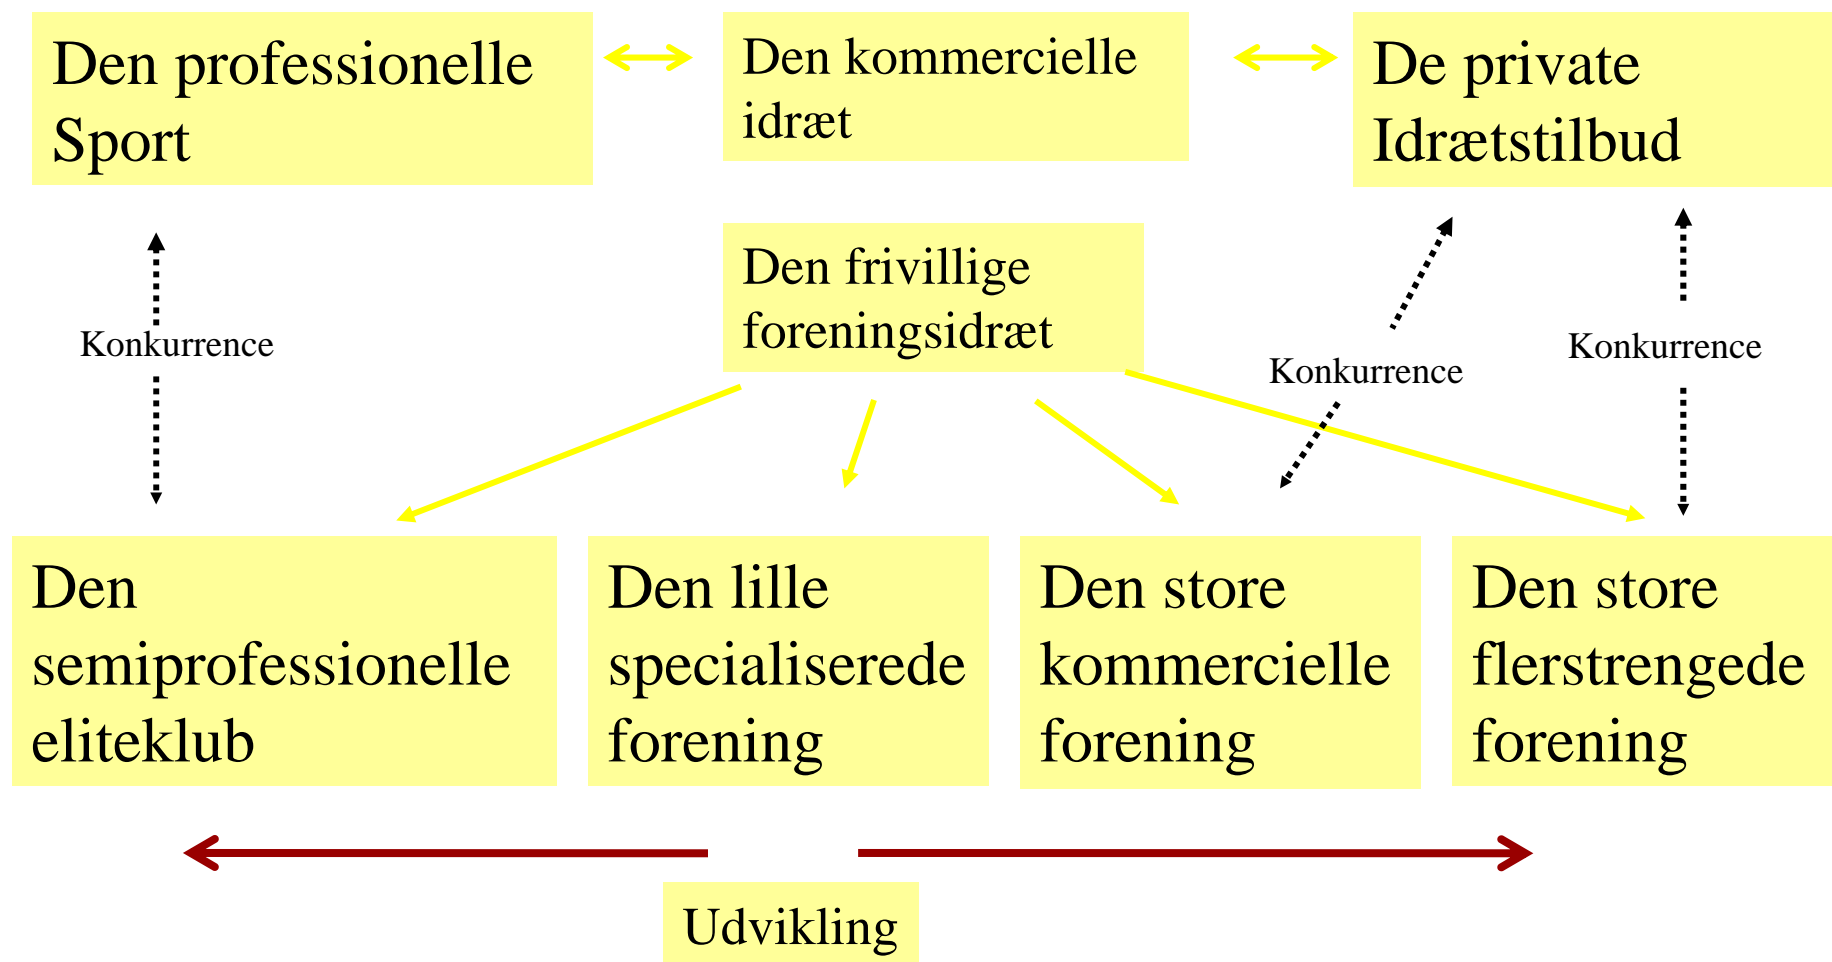 Den professionelle
Sport
Den kommercielle
idræt
De private
Idrætstilbud
Den frivillige
foreningsidræt
Konkurrence
Konkurrence
Konkurrence
Den
semiprofessionelle
eliteklub
Den lille
specialiserede
forening
Den store
kommercielle
forening
Den store
flerstrengede
forening
Udvikling